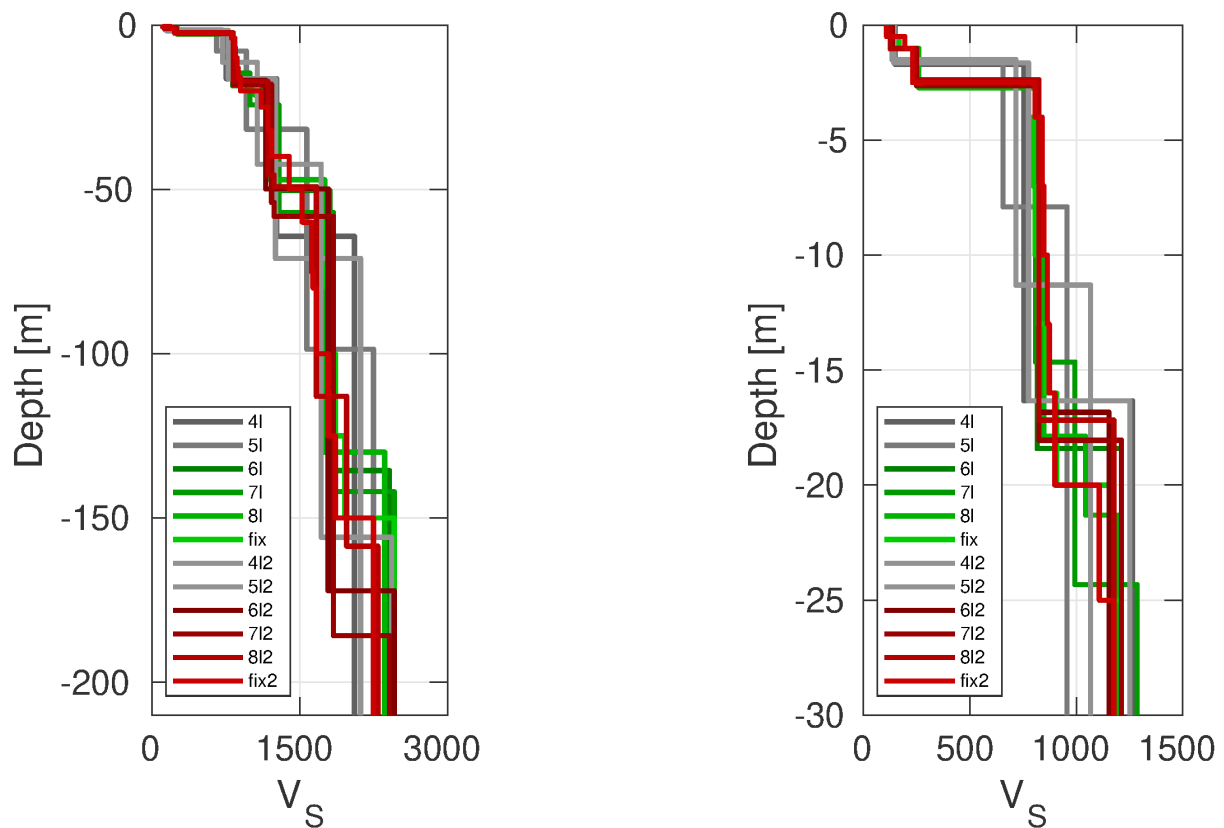 0
-50
-100
-150
-200
Depth [m]
4l
5l
6l
7l
8l
fix
4l2
5l2
6l2
7l2
8l2
fix2
0 1500 3000
V_S
0
-5
-10
-15
-20
-25
-30
Depth [m]
4l
5l
6l
7l
8l
fix
4l2
5l2
6l2
7l2
8l2
fix2
0 500 1000 1500
V_S